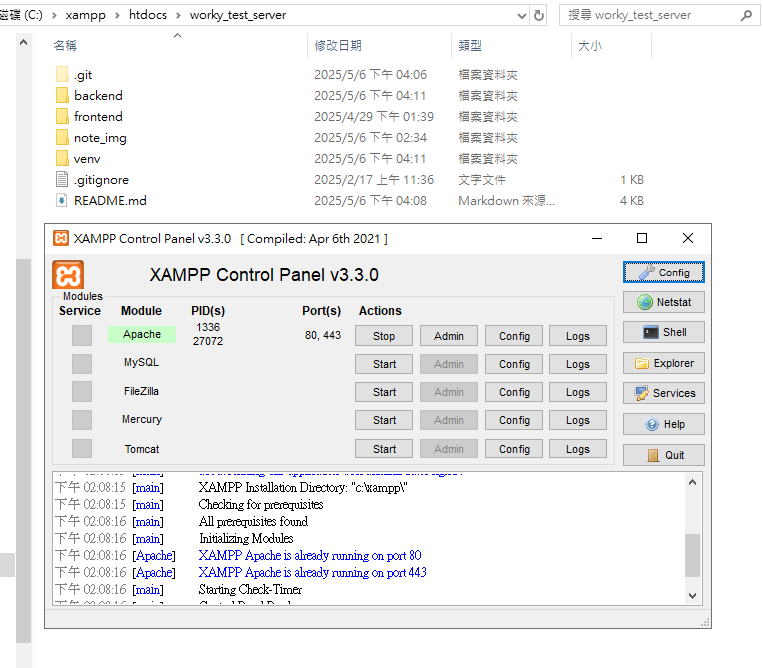 磁碟 (C:) › xampp › htdocs › worky_test_server
搜尋 worky_test_server
名稱 修改日期 類型 大小
.git 2025/5/6 下午 04:06 檔案資料夾
backend 2025/5/6 下午 04:11 檔案資料夾
frontend 2025/4/29 下午 01:39 檔案資料夾
note_img 2025/5/6 下午 02:34 檔案資料夾
venv 2025/5/6 下午 04:11 檔案資料夾
.gitignore 2025/2/17 上午 11:36 文字文件 1 KB
README.md 2025/5/6 下午 04:08 Markdown 來源... 4 KB
XAMPP Control Panel v3.3.0 [ Compiled: Apr 6th 2021 ]
XAMPP Control Panel v3.3.0
Config
Modules
Service Module PID(s) Port(s) Actions
Netstat
Apache 1336 27072 80, 443 Stop Admin Config Logs
Shell
MySQL Start Admin Config Logs
Explorer
FileZilla Start Admin Config Logs
Services
Mercury Start Admin Config Logs
Help
Tomcat Start Admin Config Logs
Quit
下午 02:08:15 [main] XAMPP Installation Directory: "c:\xampp\"
下午 02:08:15 [main] Checking for prerequisites
下午 02:08:16 [main] All prerequisites found
下午 02:08:16 [main] Initializing Modules
下午 02:08:16 [Apache] XAMPP Apache is already running on port 80
下午 02:08:16 [Apache] XAMPP Apache is already running on port 443
下午 02:08:16 [main] Starting Check-Timer